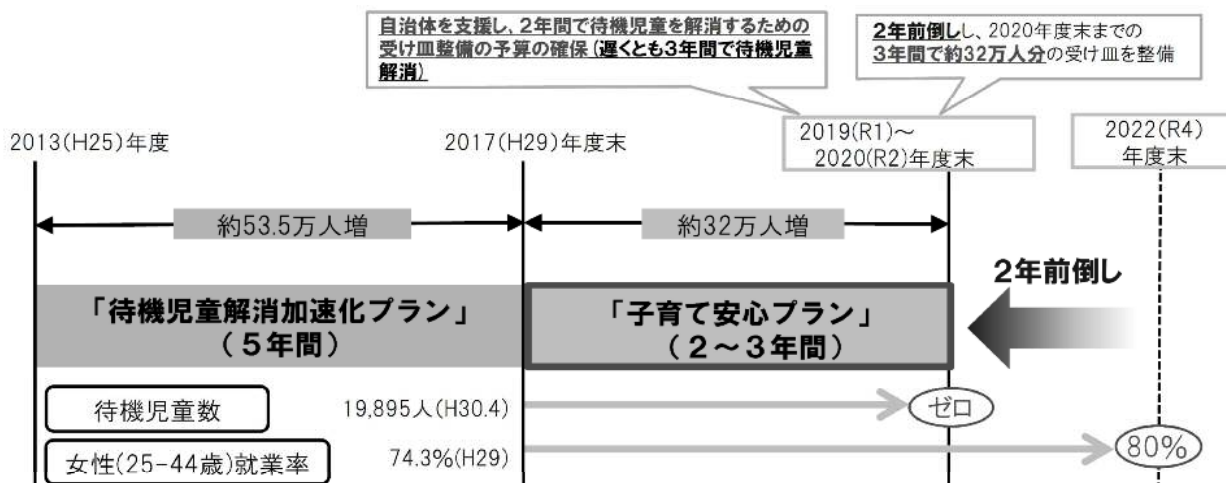 自治体を支援し、2年間で待機児童を解消するための
受け皿整備の予算の確保(遅くとも3年間で待機児童
解消)
2年前倒しし、2020年度末までの
3年間で約32万人分の受け皿を整備
2013(H25)年度
2017(H29)年度末
2019(R1)～
2020(R2)年度末
2022(R4)
年度末
約53.5万人増
約32万人増
2年前倒し
「待機児童解消加速化プラン」
(5年間)
「子育て安心プラン」
(2～3年間)
待機児童数
19,895人(H30.4)
ゼロ
女性(25-44歳)就業率
74.3%(H29)
80%